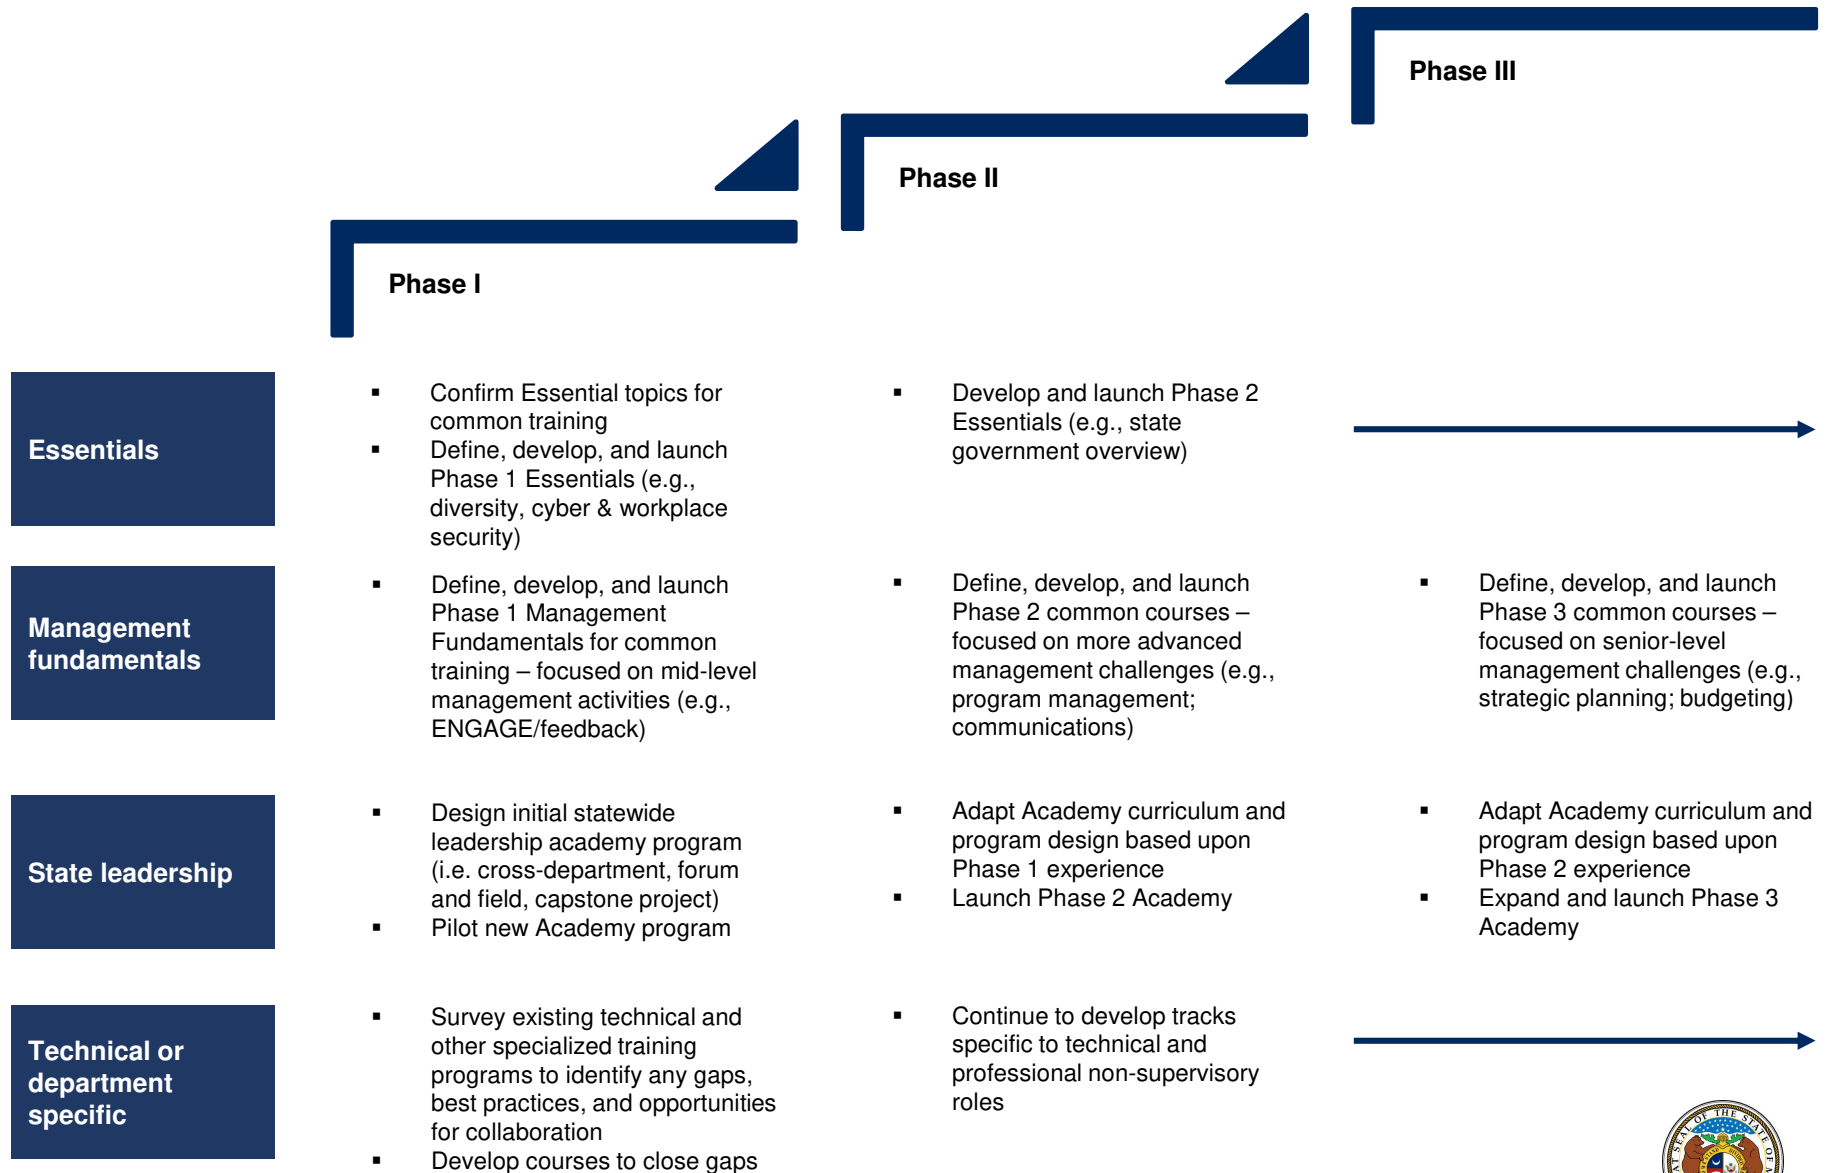 Phase III
Phase II
Phase I
Essentials
▪ Confirm Essential topics for
common training
▪ Define, develop, and launch
Phase 1 Essentials (e.g.,
diversity, cyber & workplace
security)
▪ Develop and launch Phase 2
Essentials (e.g., state
government overview)
Management
fundamentals
▪ Define, develop, and launch
Phase 1 Management
Fundamentals for common
training – focused on mid-level
management activities (e.g.,
ENGAGE/feedback)
▪ Define, develop, and launch
Phase 2 common courses –
focused on more advanced
management challenges (e.g.,
program management;
communications)
▪ Define, develop, and launch
Phase 3 common courses –
focused on senior-level
management challenges (e.g.,
strategic planning; budgeting)
State leadership
▪ Design initial statewide
leadership academy program
(i.e. cross-department, forum
and field, capstone project)
▪ Pilot new Academy program
▪ Adapt Academy curriculum and
program design based upon
Phase 1 experience
▪ Launch Phase 2 Academy
▪ Adapt Academy curriculum and
program design based upon
Phase 2 experience
▪ Expand and launch Phase 3
Academy
Technical or
department
specific
▪ Survey existing technical and
other specialized training
programs to identify any gaps,
best practices, and opportunities
for collaboration
▪ Develop courses to close gaps
▪ Continue to develop tracks
specific to technical and
professional non-supervisory
roles
SEAL OF THE STATE OF